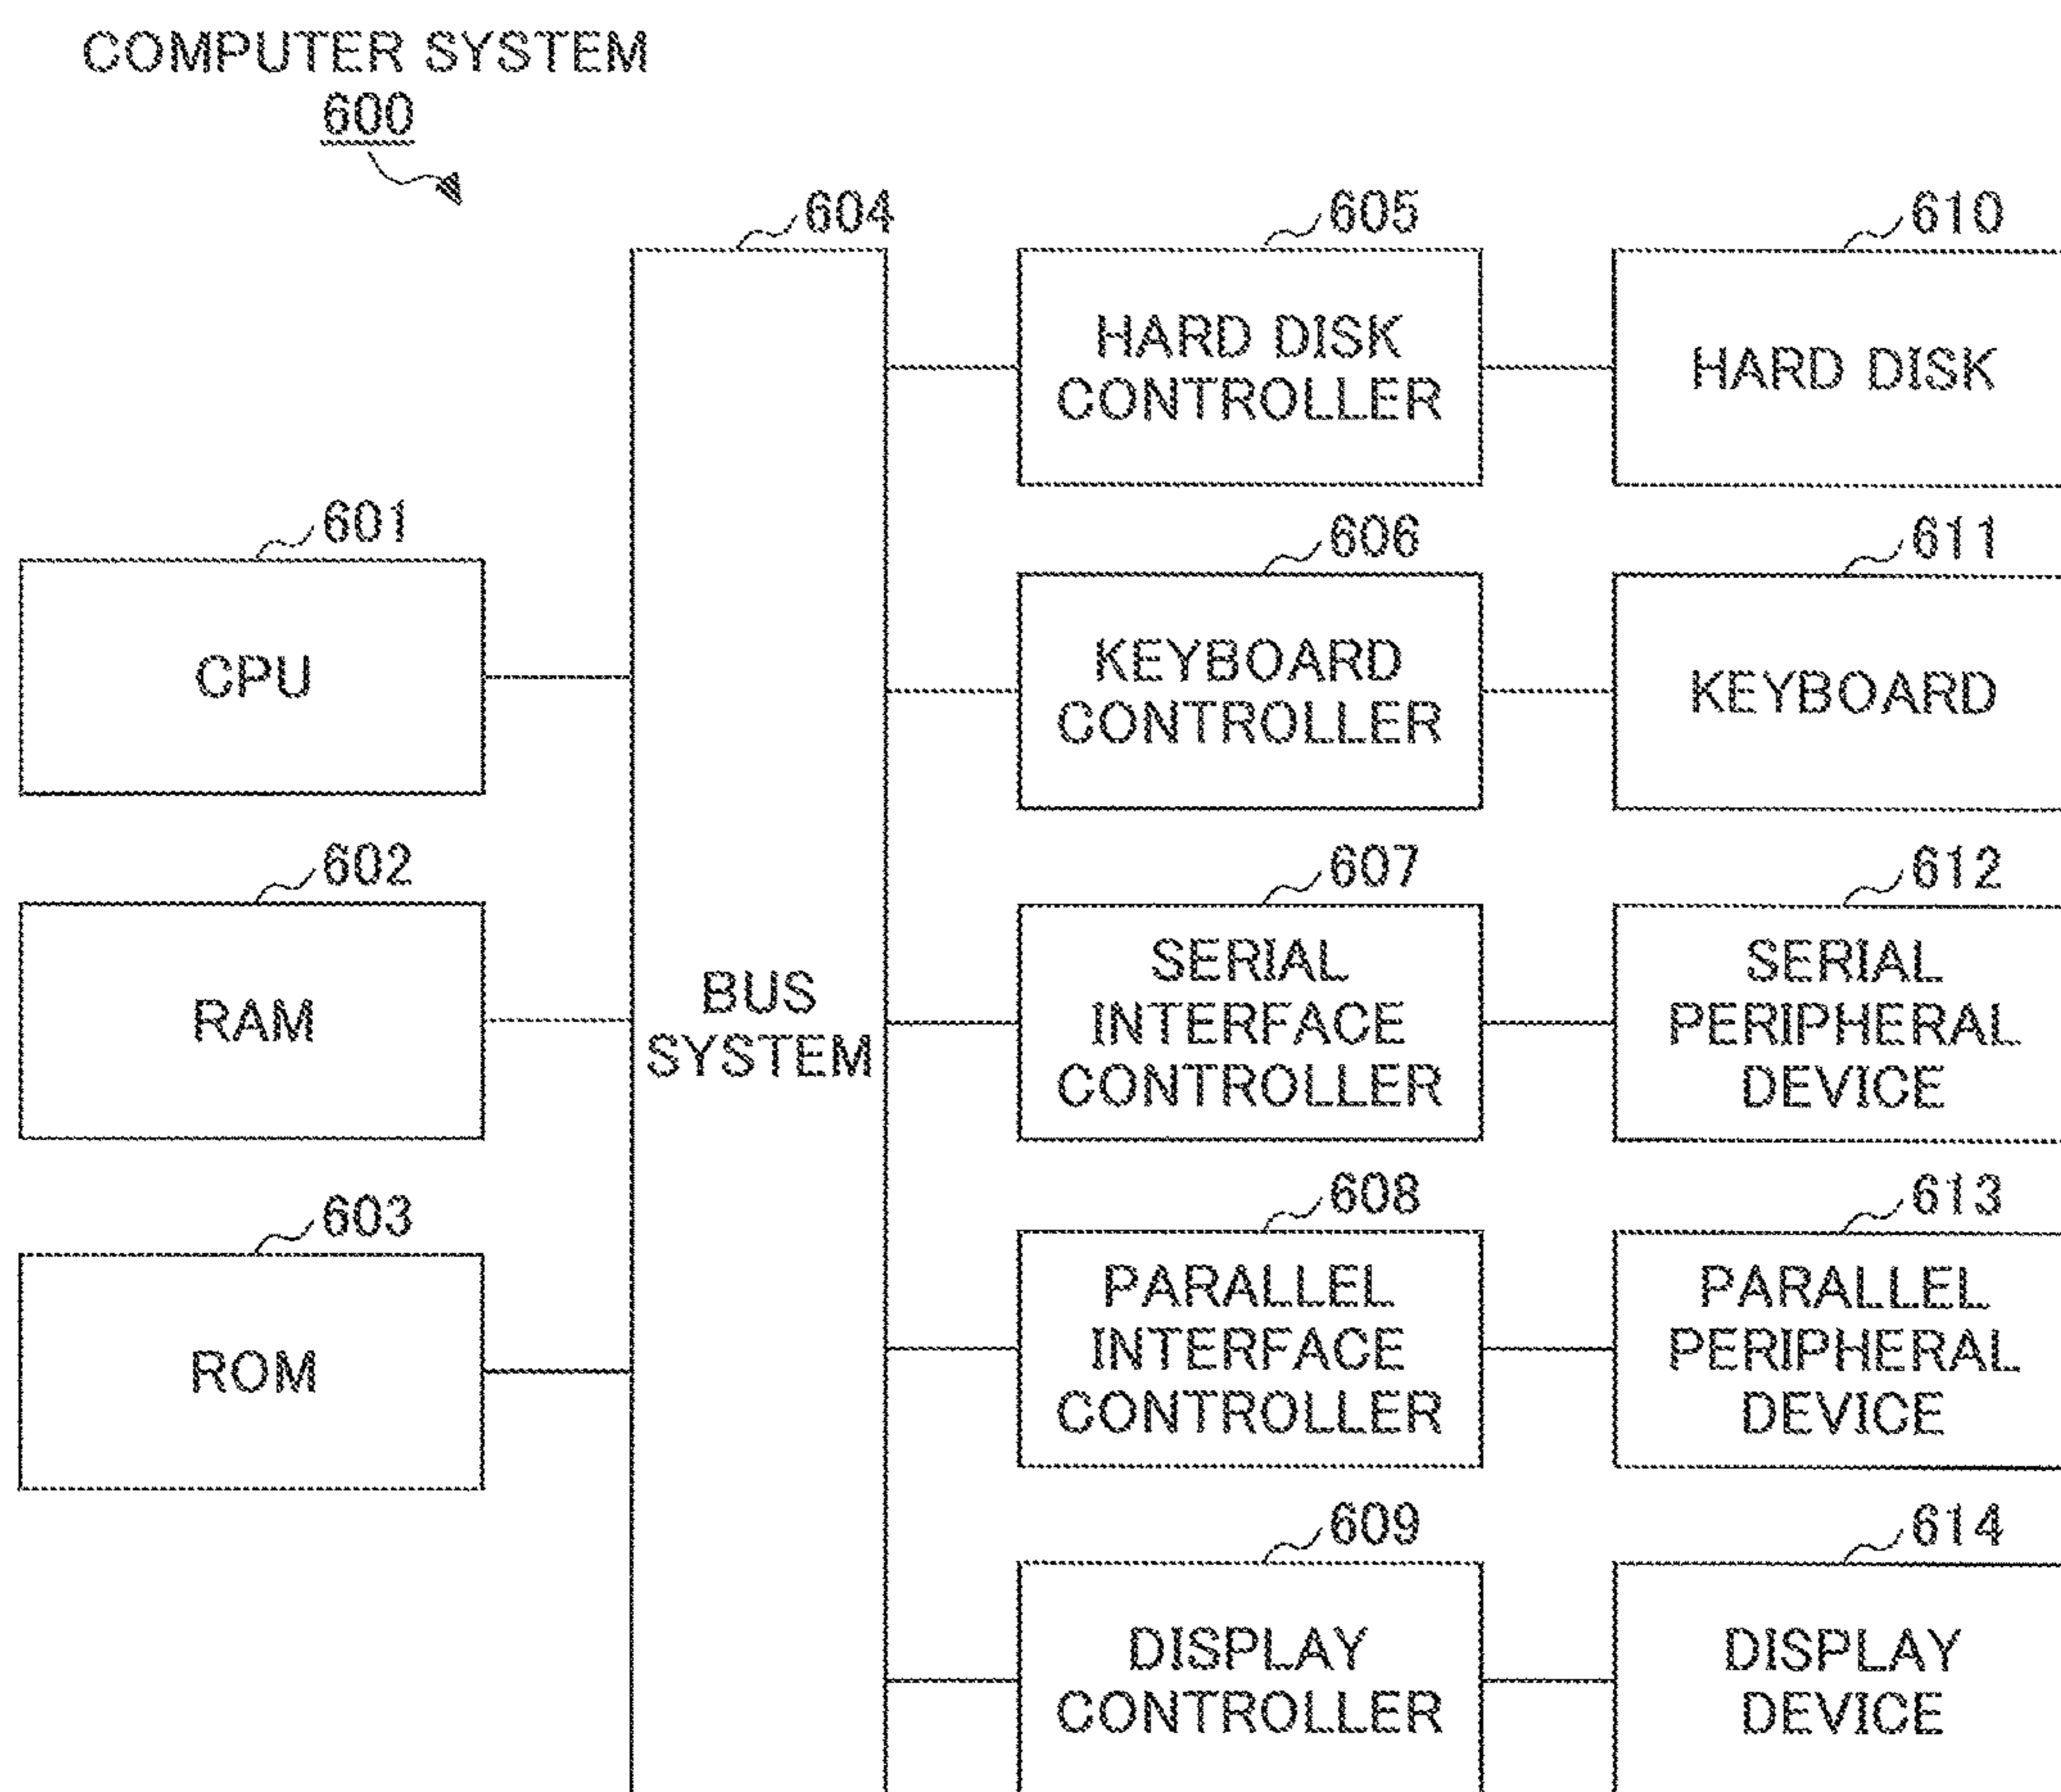 COMPUTER SYSTEM
600
604
605
610
HARD DISK
CONTROLLER
HARD DISK
601
606
611
CPU
KEYBOARD
CONTROLLER
KEYBOARD
602
607
612
RAM
BUS
SYSTEM
SERIAL
INTERFACE
CONTROLLER
SERIAL
PERIPHERAL
DEVICE
603
608
613
ROM
PARALLEL
INTERFACE
CONTROLLER
PARALLEL
PERIPHERAL
DEVICE
609
614
DISPLAY
CONTROLLER
DISPLAY
DEVICE